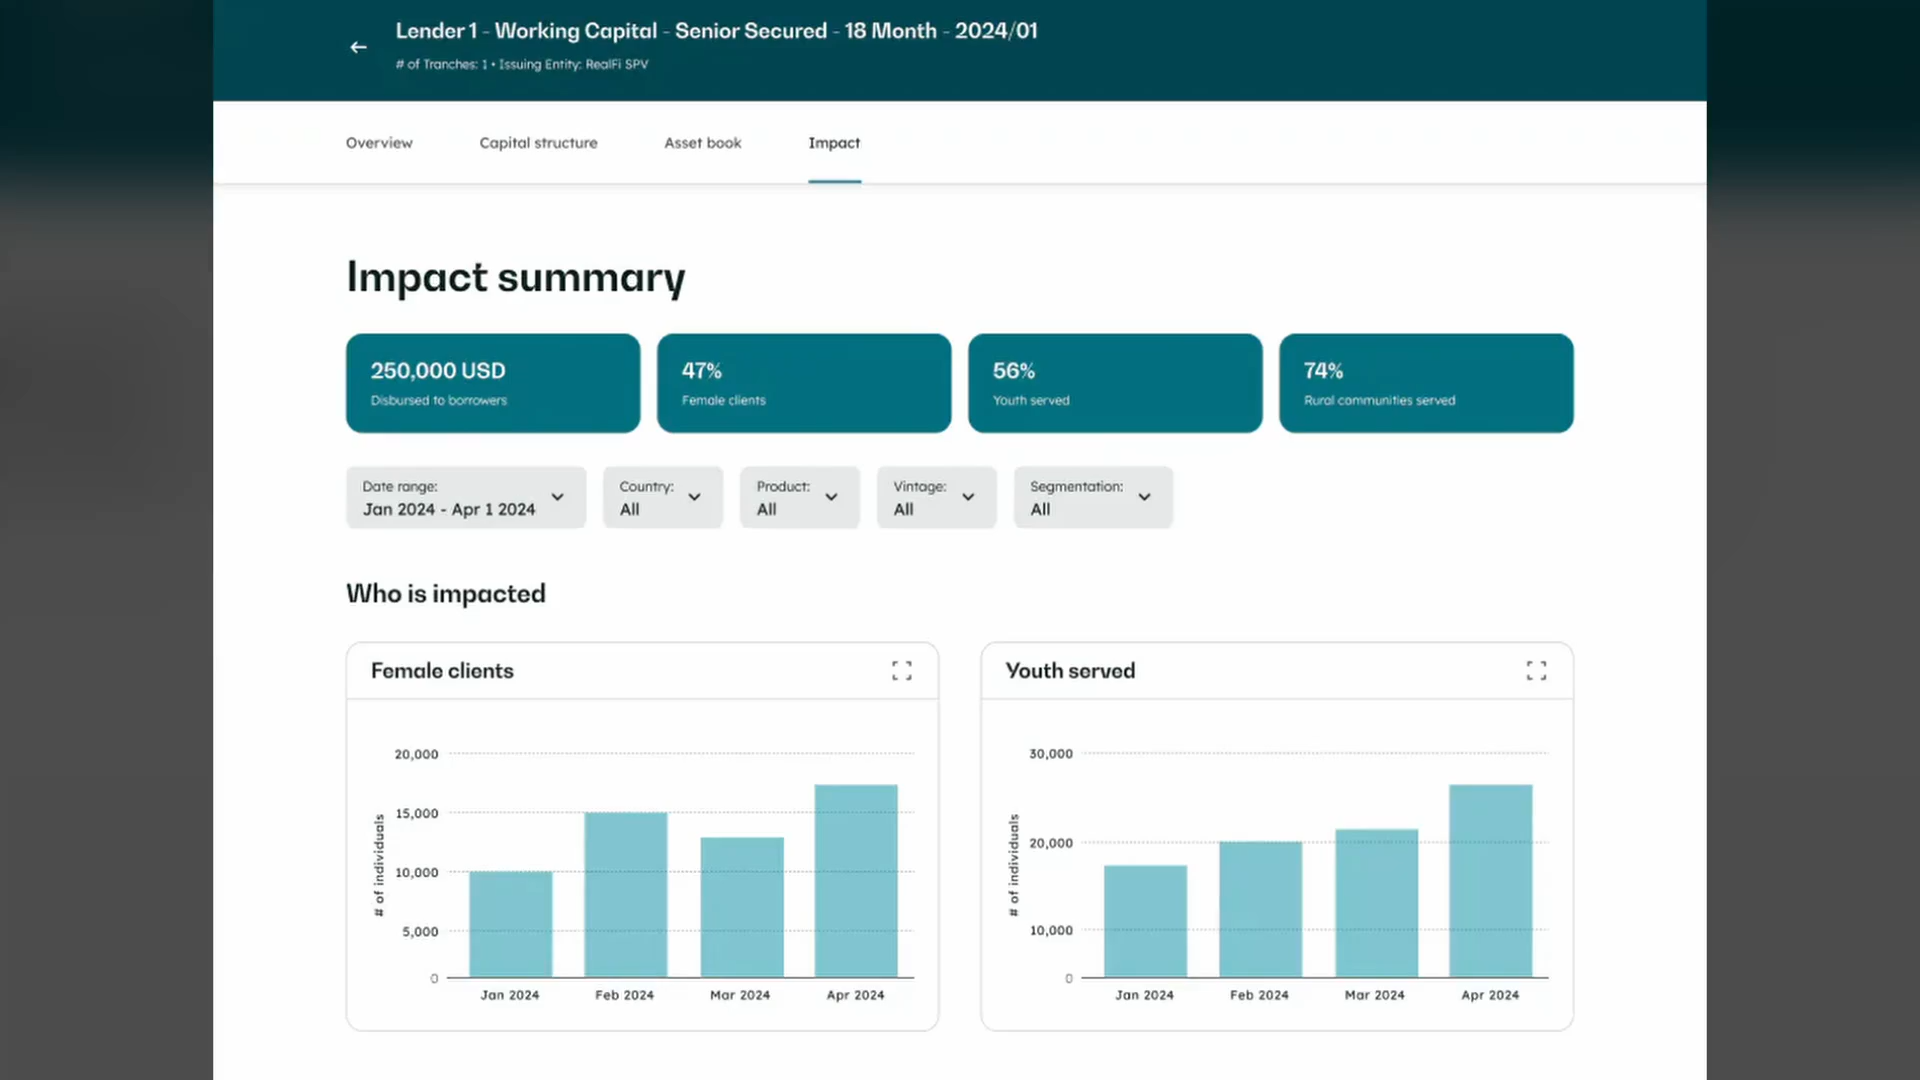 Lender 1 - Working Capital - Senior Secured - 18 Month - 2024/01
# of Tranches: 1 • Issuing Entity: RealFi SPV
Overview
Capital structure
Asset book
Impact
Impact summary
250,000 USD
Disbursed to borrowers
47%
Female clients
56%
Youth served
74%
Rural communities served
Date range:
Jan 2024 - Apr 1 2024
Country:
All
Product:
All
Vintage:
All
Segmentation:
All
Who is impacted
Female clients
# of individuals
20,000
15,000
10,000
5,000
0
Jan 2024
Feb 2024
Mar 2024
Apr 2024
Youth served
# of individuals
30,000
20,000
10,000
0
Jan 2024
Feb 2024
Mar 2024
Apr 2024